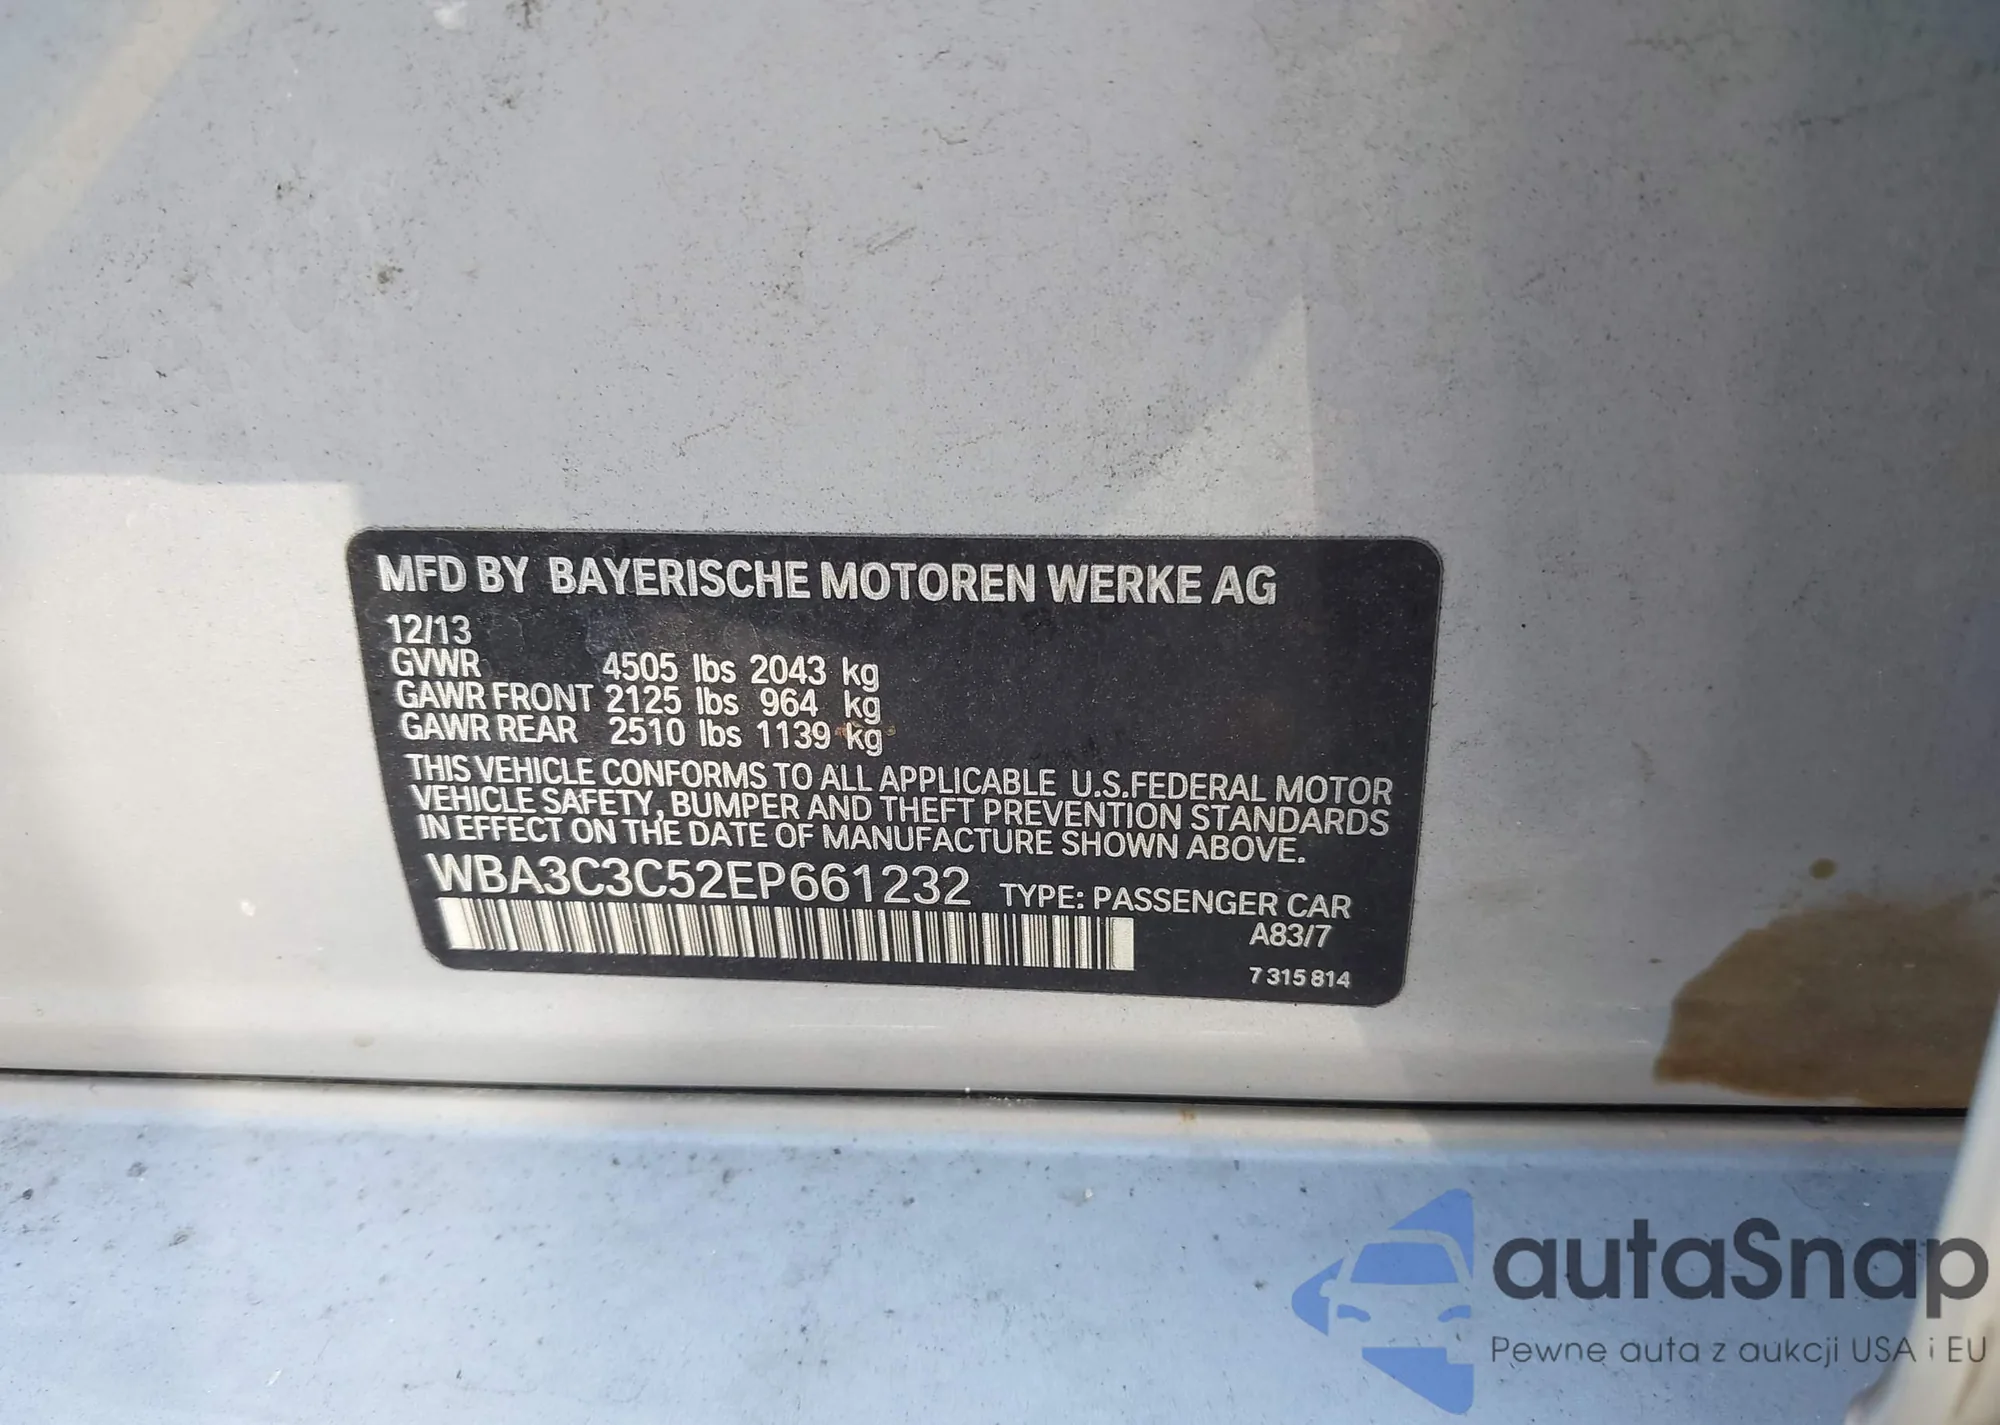 MFD BY BAYERISCHE MOTOREN WERKE AG
12/13
GVWR 4505 lbs 2043 kg
GAWR FRONT 2125 lbs 964 kg
GAWR REAR 2510 lbs 1139 kg
THIS VEHICLE CONFORMS TO ALL APPLICABLE U.S.FEDERAL MOTOR
VEHICLE SAFETY, BUMPER AND THEFT PREVENTION STANDARDS
IN EFFECT ON THE DATE OF MANUFACTURE SHOWN ABOVE.
WBA3C3C52EP661232 TYPE: PASSENGER CAR
A83/7
7 315 814
autaSnap
Pewne auta z aukcji USA i EU